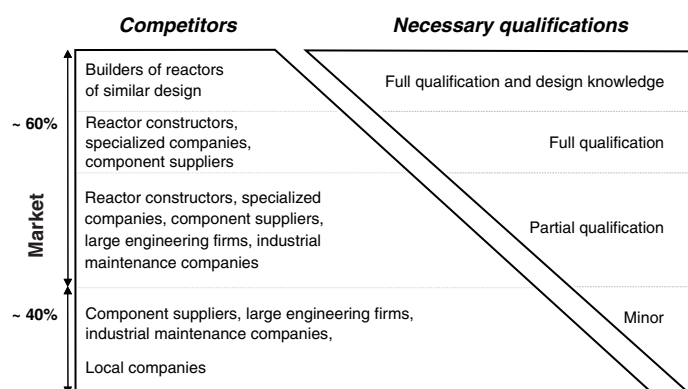 Competitors
Necessary qualifications
Builders of reactors
of similar design
Full qualification and design knowledge
~ 60%
Reactor constructors,
specialized companies,
component suppliers
Full qualification
Market
Reactor constructors, specialized
companies, component suppliers,
large engineering firms, industrial
maintenance companies
Partial qualification
~ 40%
Component suppliers, large engineering firms,
industrial maintenance companies,
Minor
Local companies